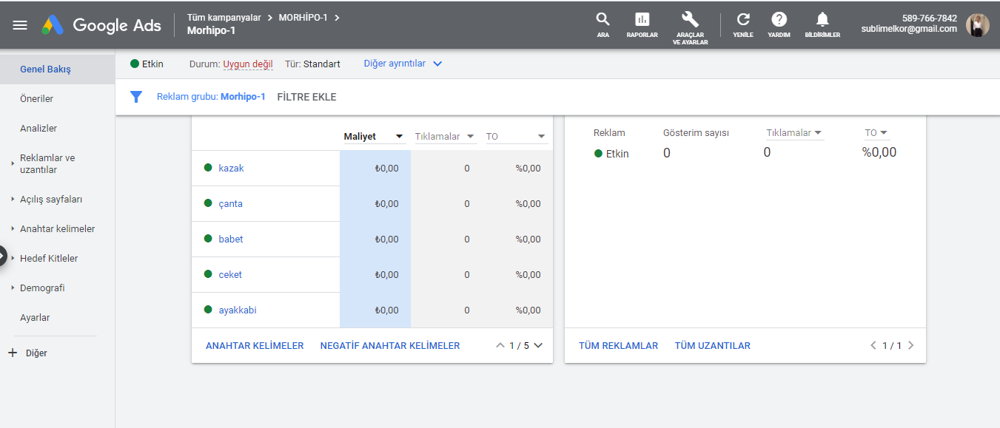 Google Ads
Tüm kampanyalar > MORHİPO-1 >
Morhipo-1
ARA
RAPORLAR
ARAÇLAR
VE AYARLAR
YENİLE
YARDIM
BİLDİRİMLER
589-766-7842
sublimelkor@gmail.com
Genel Bakış
Öneriler
Analizler
Reklamlar ve
uzantılar
Açılış sayfaları
Anahtar kelimeler
Hedef Kitleler
Demografi
Ayarlar
+ Diğer
Etkin Durum: Uygun değil Tür: Standart Diğer ayrıntılar
Reklam grubu: Morhipo-1 FİLTRE EKLE
Maliyet Tıklamalar TO
kazak ₺0,00 0 %0,00
çanta ₺0,00 0 %0,00
babet ₺0,00 0 %0,00
ceket ₺0,00 0 %0,00
ayakkabi ₺0,00 0 %0,00
ANAHTAR KELİMELER NEGATİF ANAHTAR KELİMELER 1 / 5
Reklam Gösterim sayısı Tıklamalar TO
Etkin 0 0 %0,00
TÜM REKLAMLAR TÜM UZANTILAR 1 / 1